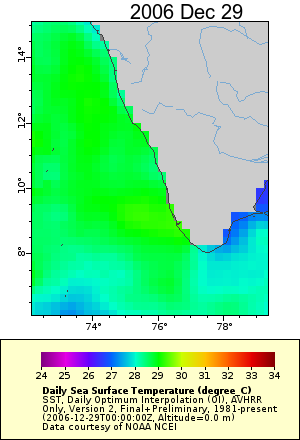 2006 Dec 29
14°
12°
10°
8°
74° 76° 78°
24 25 26 27 28 29 30 31 32 33 34
Daily Sea Surface Temperature (degree_C)
SST, Daily Optimum Interpolation (OI), AVHRR
Only, Version 2, Final+Preliminary, 1981-present
(2006-12-29T00:00:00Z, Altitude=0.0 m)
Data courtesy of NOAA NCEI